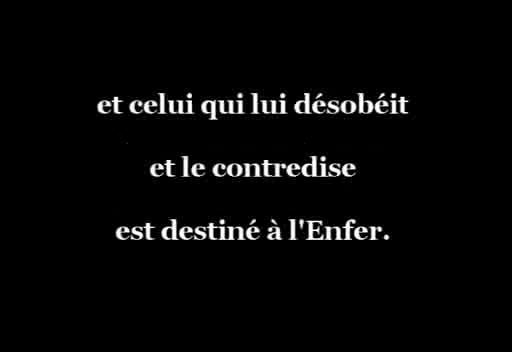 et celui qui lui désobéit
et le contredise
est destiné à l'Enfer.